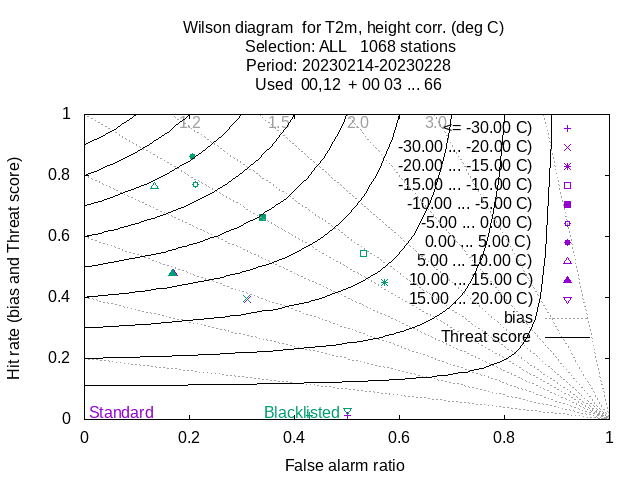 Wilson diagram  for T2m, height corr. (deg C)
Selection: ALL   1068 stations
Period: 20230214-20230228
Used  00,12  + 00 03 ... 66
Hit rate (bias and Threat score)
1
0.8
0.6
0.4
0.2
0
1.2
1.5
2.0
3.0
<= -30.00 C)
-30.00 ... -20.00 C)
-20.00 ... -15.00 C)
-15.00 ... -10.00 C)
-10.00 ... -5.00 C)
-5.00 ... 0.00 C)
0.00 ... 5.00 C)
5.00 ... 10.00 C)
10.00 ... 15.00 C)
15.00 ... 20.00 C)
bias
Threat score
Standard
Blacklisted
0
0.2
0.4
0.6
0.8
1
False alarm ratio